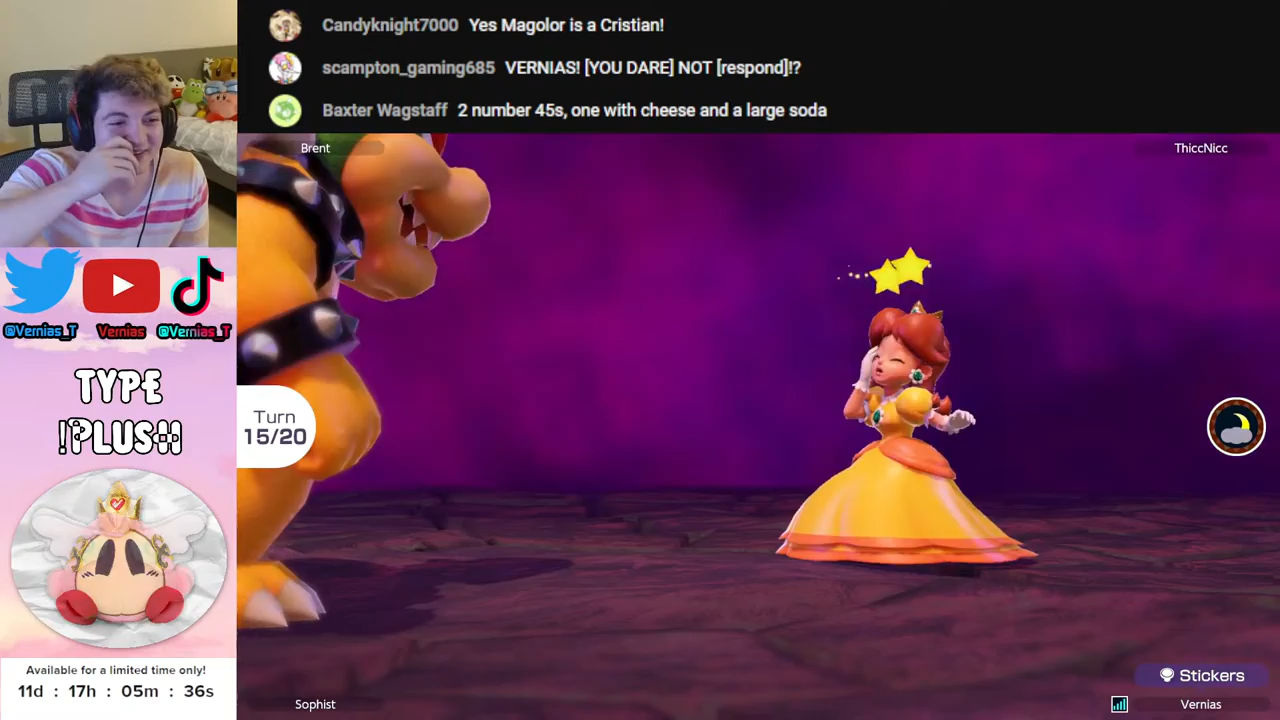 Candyknight7000 Yes Magolor is a Cristian!
scampton_gaming685 VERNIAS! [YOU DARE] NOT [respond]!?
Baxter Wagstaff 2 number 45s, one with cheese and a large soda
Brent
ThiccNicc
@Vernias_T
Vernias
@Vernias_T
TYPE
!PLUSH
Turn
15/20
Available for a limited time only!
11d : 17h : 05m : 36s
Stickers
Sophist
Vernias